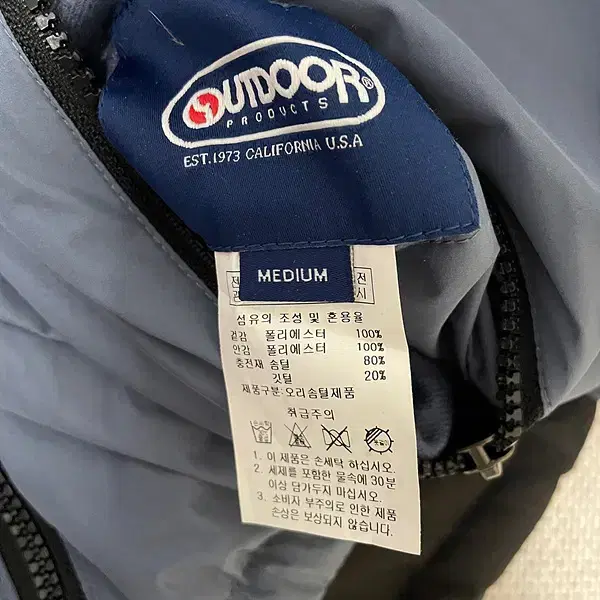 OUTDOOR®
PRODUCTS
EST.1973 CALIFORNIA U.S.A
MEDIUM
전
시
섬유의 조성 및 혼용율
겉감 폴리에스터 100%
안감 폴리에스터 100%
충전재 솜털 80%
깃털 20%
제품구분:오리솜털제품
취급주의
1. 이 제품은 손세탁 하십시오.
2. 세제를 포함한 물속에 30분
이상 담가두지 마십시오.
3. 소비자 부주의로 인한 제품
손상은 보상되지 않습니다.